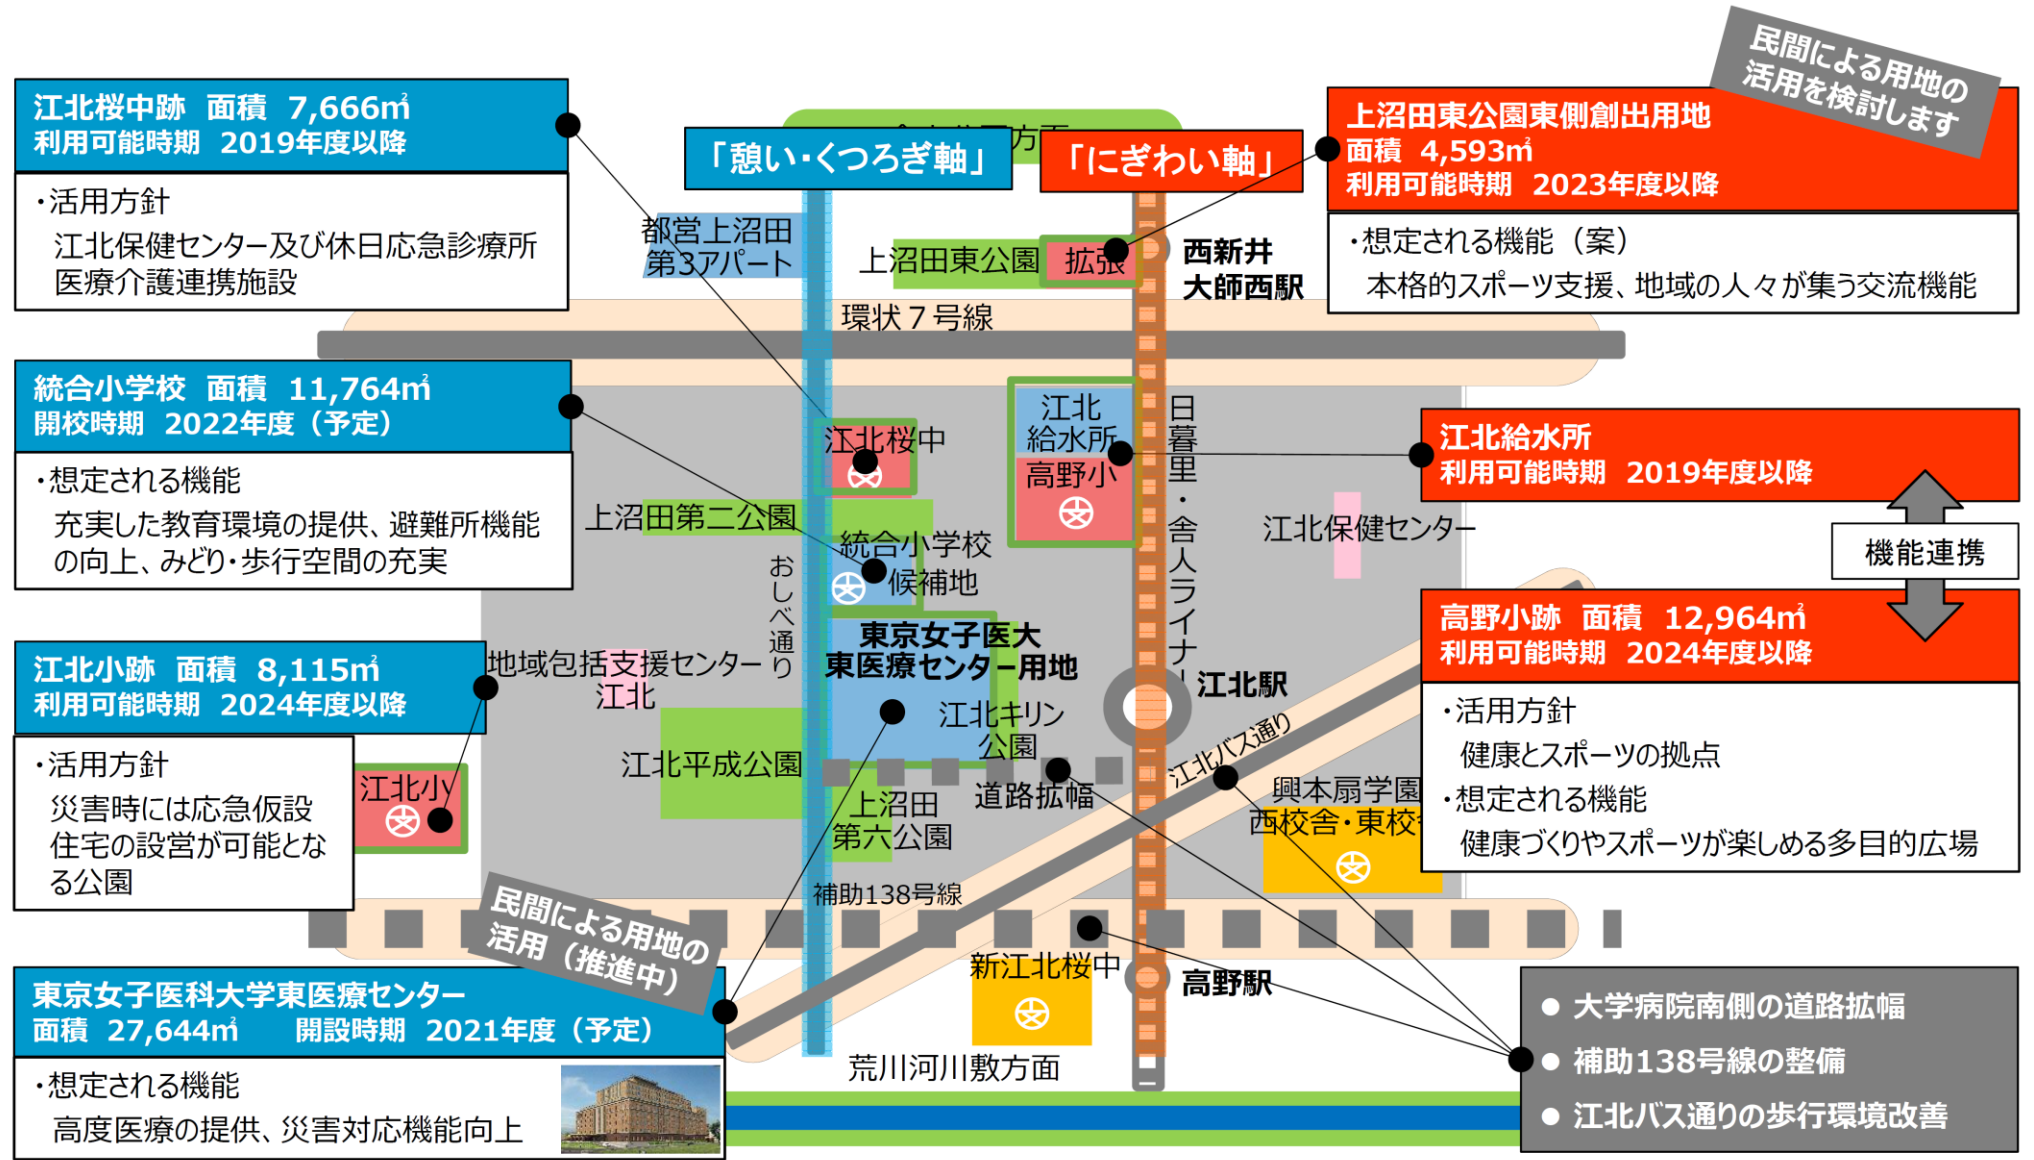 民間による用地の
活用を検討します
江北桜中跡 面積 7,666㎡
利用可能時期 2019年度以降
・活用方針
江北保健センター及び休日応急診療所
医療介護連携施設
統合小学校 面積 11,764㎡
開校時期 2022年度（予定）
・想定される機能
充実した教育環境の提供、避難所機能
の向上、みどり・歩行空間の充実
江北小跡 面積 8,115㎡
利用可能時期 2024年度以降
・活用方針
災害時には応急仮設
住宅の設営が可能とな
る公園
民間による用地の
活用（推進中）
東京女子医科大学東医療センター
面積 27,644㎡ 開設時期 2021年度（予定）
・想定される機能
高度医療の提供、災害対応機能向上
方面
「憩い・くつろぎ軸」
「にぎわい軸」
都営上沼田
第3アパート
上沼田東公園
拡張
西新井
大師西駅
環状７号線
江北桜中
江北
給水所
高野小
日暮里・舎人ライナー
上沼田第二公園
江北保健センター
統合小学校
候補地
おしべ通り
東京女子医大
東医療センター用地
地域包括支援センター
江北
江北駅
江北キリン
公園
江北平成公園
江北バス通り
江北小
道路拡幅
上沼田
第六公園
興本扇学園
西校舎・東校
補助138号線
新江北桜中
高野駅
荒川河川敷方面
上沼田東公園東側創出用地
面積 4,593㎡
利用可能時期 2023年度以降
・想定される機能（案）
本格的スポーツ支援、地域の人々が集う交流機能
江北給水所
利用可能時期 2019年度以降
機能連携
高野小跡 面積 12,964㎡
利用可能時期 2024年度以降
・活用方針
健康とスポーツの拠点
・想定される機能
健康づくりやスポーツが楽しめる多目的広場
● 大学病院南側の道路拡幅
● 補助138号線の整備
● 江北バス通りの歩行環境改善